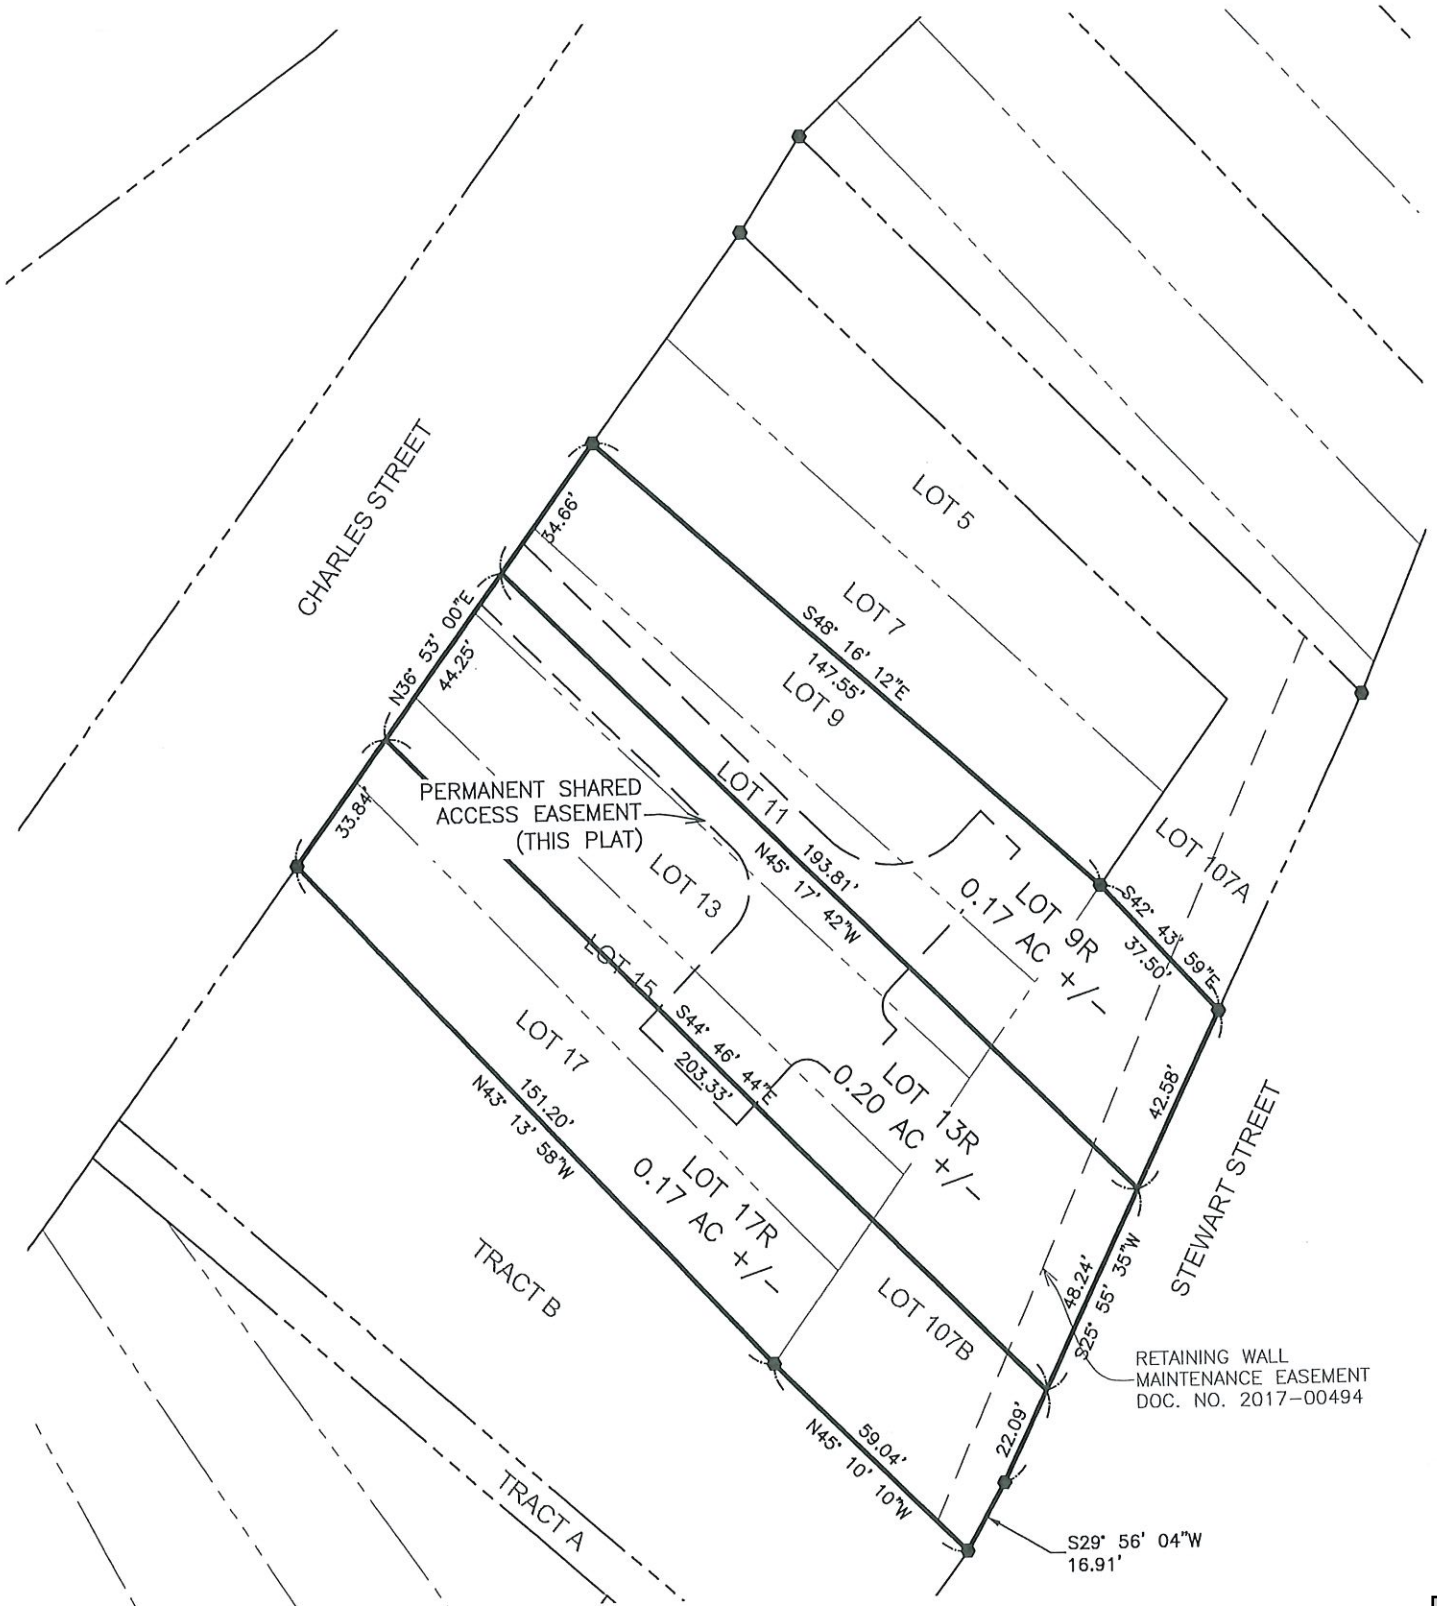 CHARLES STREET
LOT 5
34.66'
LOT 7
S48° 16' 12"E
147.55'
LOT 9
N36° 53' 00"E
44.25'
PERMANENT SHARED
ACCESS EASEMENT
(THIS PLAT)
33.84'
LOT 11
193.81'
N45° 17' 42"W
LOT 13
LOT 107A
LOT 9R
0.17 AC +/-
S42° 43' 59"E
37.50'
LOT 15
LOT 17
S44° 46' 44"E
203.33'
LOT 13R
0.20 AC +/-
42.58'
STEWART STREET
151.20'
N43° 13' 58"W
LOT 17R
0.17 AC +/-
TRACT B
LOT 107B
48.24'
S25° 55' 35"W
RETAINING WALL
MAINTENANCE EASEMENT
DOC. NO. 2017-00494
22.09'
59.04'
N45° 10' 10"W
TRACT A
S29° 56' 04"W
16.91'